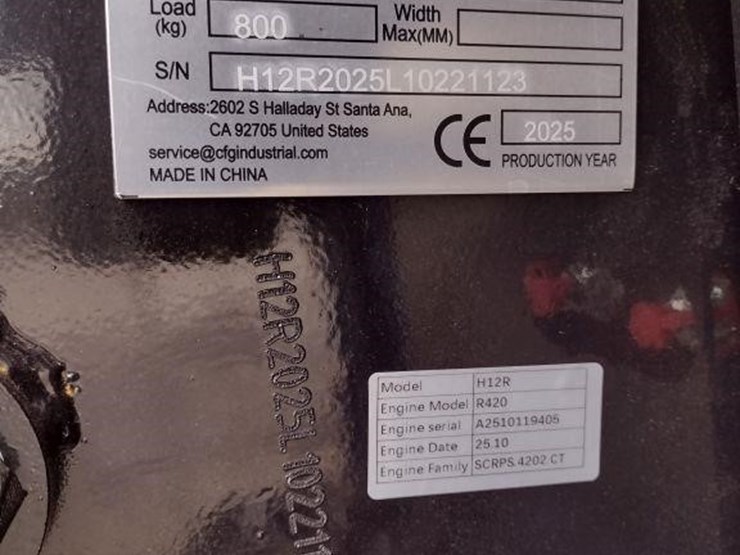 Load
(kg) 800
Width
Max(MM)
S/N H12R2025L10221123
Address:2602 S Halladay St Santa Ana,
CA 92705 United States
service@cfgindustrial.com
MADE IN CHINA
CE
2025
PRODUCTION YEAR
H12R2025L10221
Model H12R
Engine Model R420
Engine serial A2510119405
Engine Date 25.10
Engine Family SCRPS.4202.CT